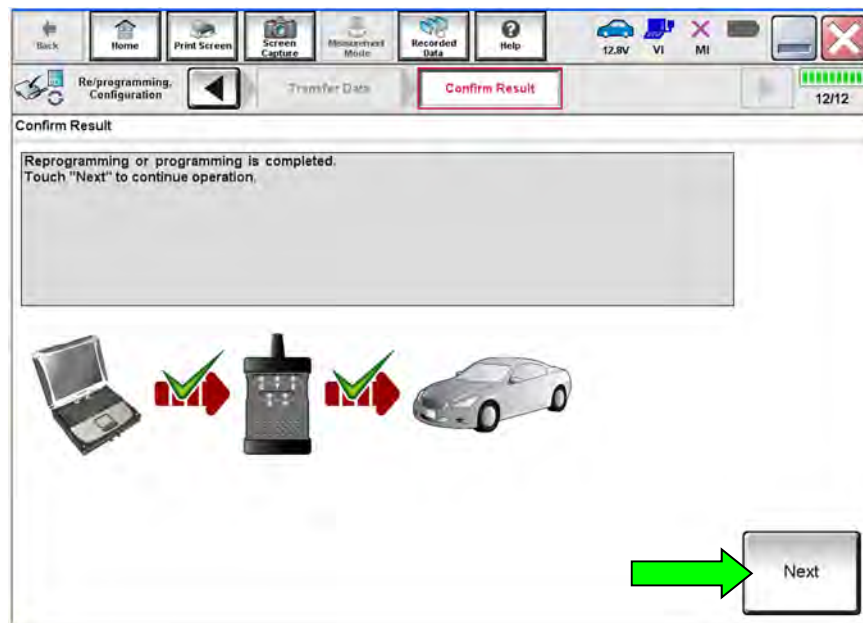 Back
Home
Print Screen
Screen
Capture
Measurement
Mode
Recorded
Data
Help
12.8V
VI
MI
Re/programming,
Configuration
Transfer Data
Confirm Result
12/12
Confirm Result
Reprogramming or programming is completed.
Touch "Next" to continue operation.
Next